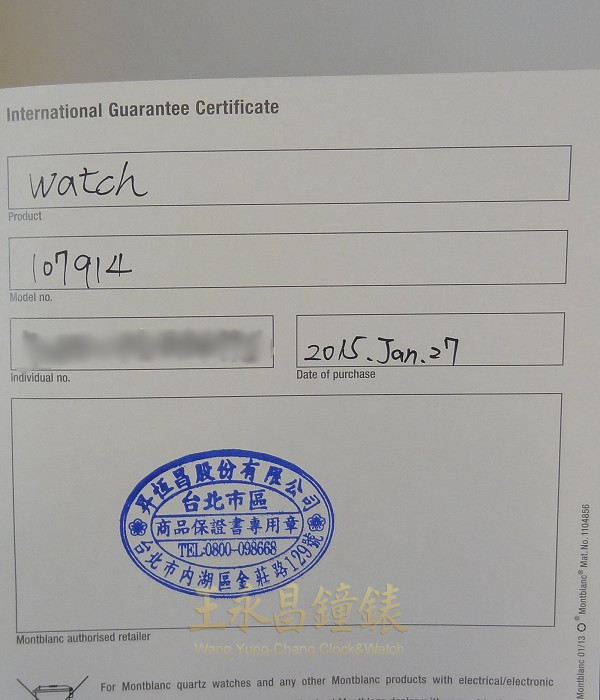 International Guarantee Certificate
watch
Product
107914
Model no.
Individual no.
2015.Jan.27
Date of purchase
昇恆昌股份有限公司
台北市區
商品保證書專用章
TEL:0800-098668
台北市內湖區金莊路129號
王永昌鐘錶
Wang Yung-Chang Clock&Watch
Montblanc authorised retailer
For Montblanc quartz watches and any other Montblanc products with electrical/electronic
® Montblanc 01/13 ® Montblanc® Mat. No. 1104856